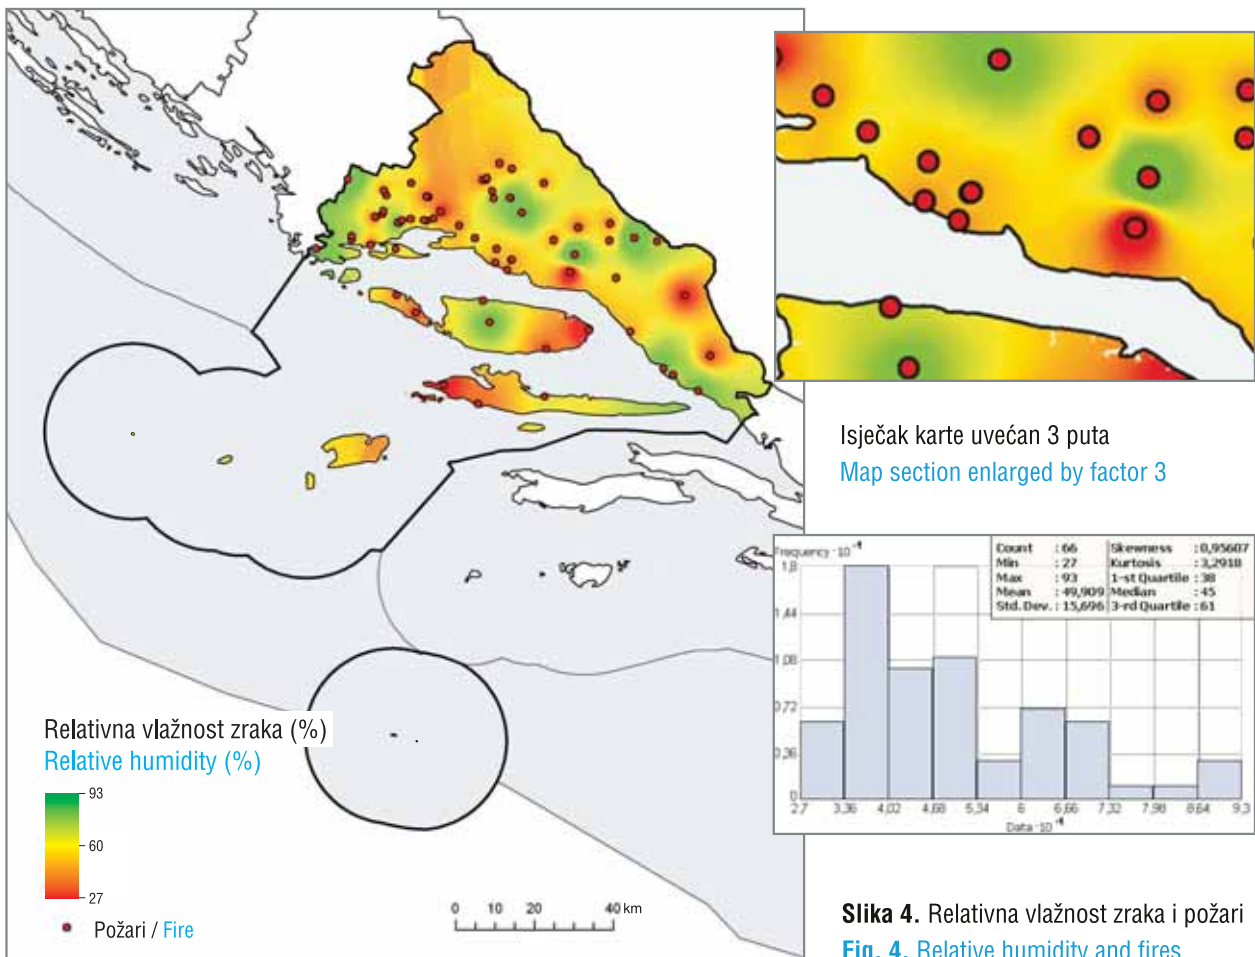 Relativna vlažnost zraka (%)
Relative humidity (%)
93
60
27
Požari / Fire
0 10 20 40 km
Isječak karte uvećan 3 puta
Map section enlarged by factor 3
Frequency · 10⁻¹
Count : 66 Skewness : 0,95607
Min : 27 Kurtosis : 3,2918
Max : 93 1-st Quartile : 38
Mean : 49,909 Median : 45
Std. Dev. : 15,696 3-rd Quartile : 61
1,8
1,44
1,08
0,72
0,36
0
2,7 3,36 4,02 4,68 5,34 6 6,66 7,32 7,98 8,64 9,3
Data · 10⁻¹
Slika 4. Relativna vlažnost zraka i požari
Fig. 4. Relative humidity and fires